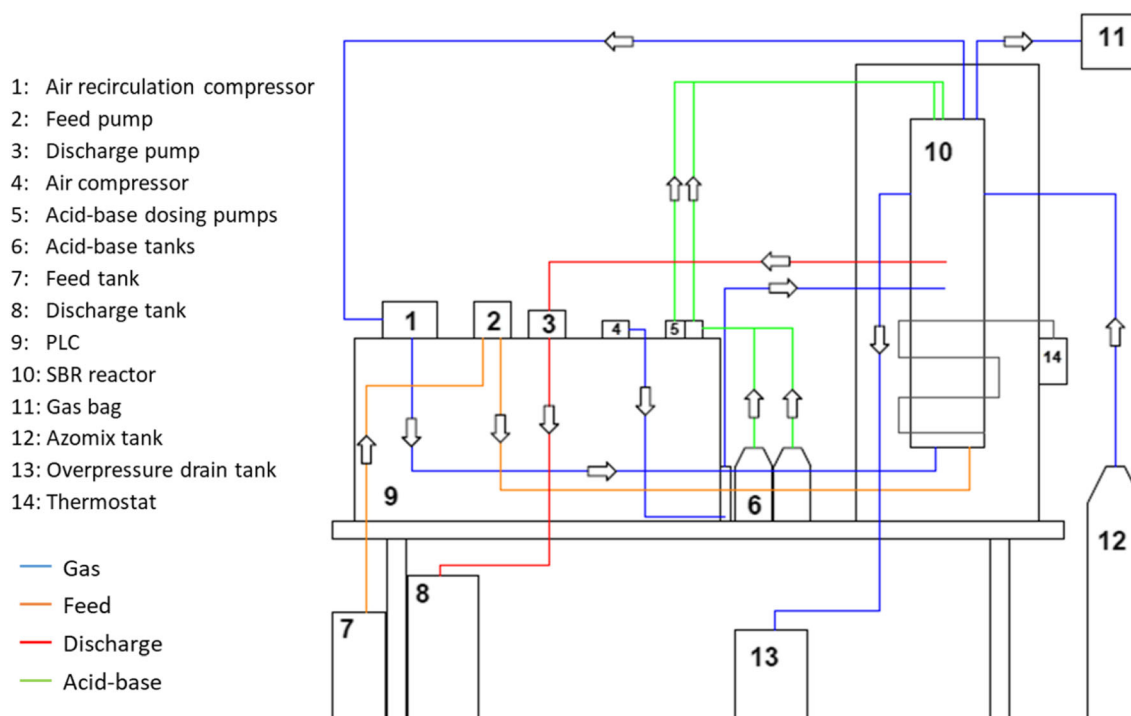 1: Air recirculation compressor
2: Feed pump
3: Discharge pump
4: Air compressor
5: Acid-base dosing pumps
6: Acid-base tanks
7: Feed tank
8: Discharge tank
9: PLC
10: SBR reactor
11: Gas bag
12: Azomix tank
13: Overpressure drain tank
14: Thermostat
Gas
Feed
Discharge
Acid-base
11
10
1
2
3
4
5
14
9
6
12
8
7
13